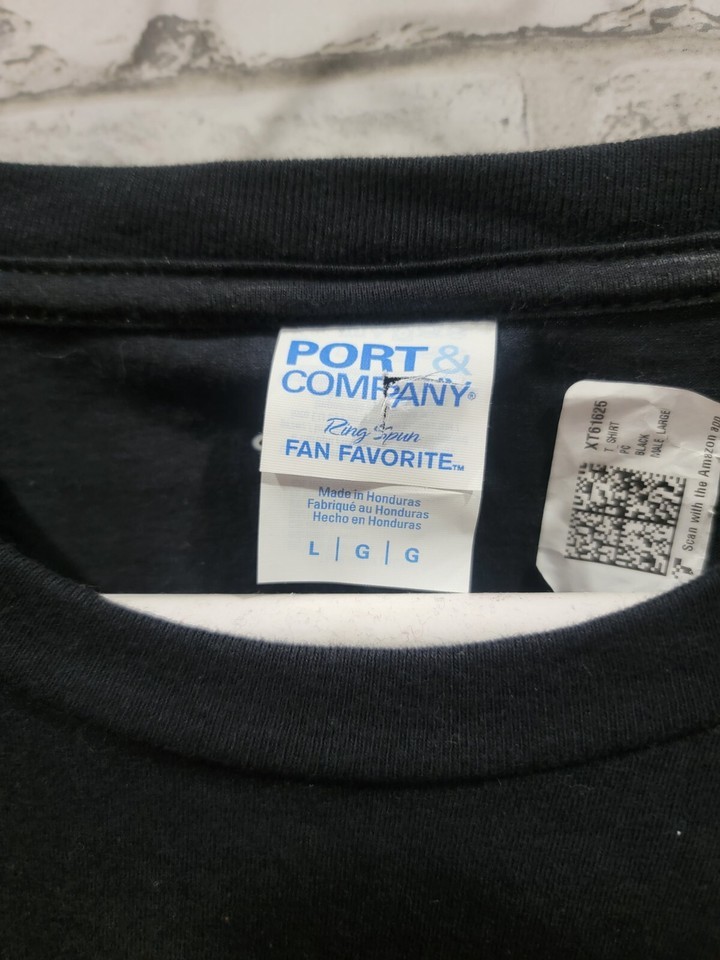 PORT &
COMPANY®
Ring Spun
FAN FAVORITE™
Made in Honduras
Fabriqué au Honduras
Hecho en Honduras
L | G | G
XT61625
T SHIRT
PC
BLACK
MALE LARGE
Scan with the Amazon app